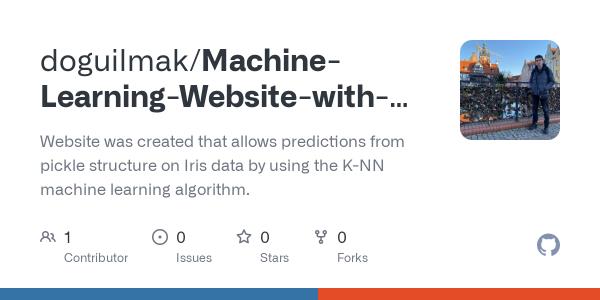 doguilmak/Machine-
Learning-Website-with-...
Website was created that allows predictions from
pickle structure on Iris data by using the K-NN
machine learning algorithm.
1 0 0 0
Contributor Issues Stars Forks